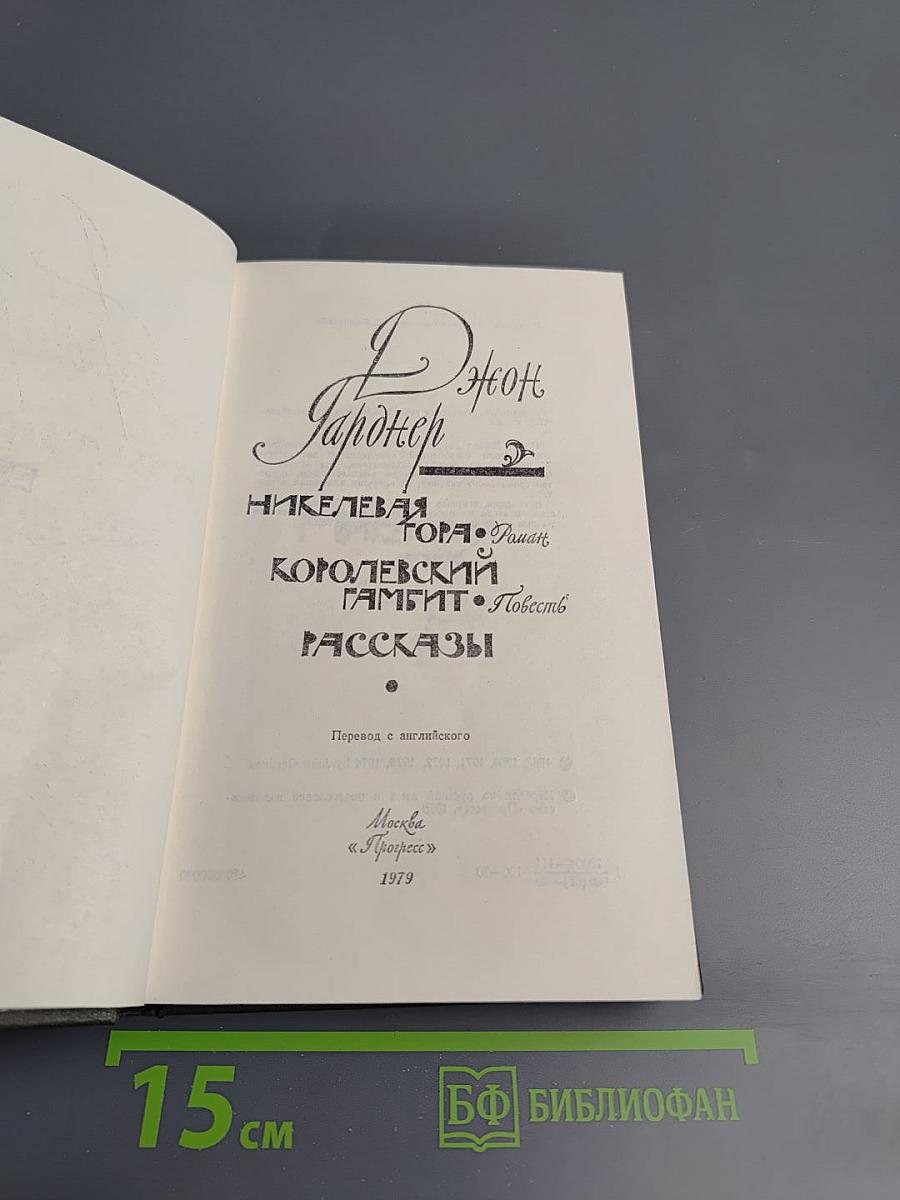 Джон
Гарднер
НИКЕЛЕВАЯ
ГОРА • Роман
КОРОЛЕВСКИЙ
ГАМБИТ • Повесть
РАССКАЗЫ
Перевод с английского
Москва
«Прогресс»
1979
15 см
БФ БИБЛИОФАН